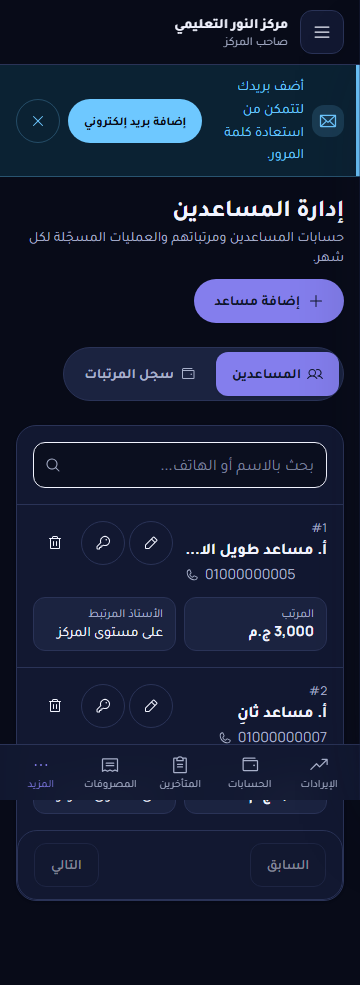 مركز النور التعليمي
صاحب المركز
أضف بريدك
لتتمكن من
استعادة كلمة
المرور.
إضافة بريد إلكتروني
إدارة المساعدين
حسابات المساعدين ومرتباتهم والعمليات المسجّلة لكل
شهر.
إضافة مساعد
المساعدين
سجل المرتبات
بحث بالاسم أو الهاتف...
#1
أ. مساعد طويل الا...
01000000005
المرتب
3,000 ج.م
الأستاذ المرتبط
على مستوى المركز
#2
أ. مساعد ثانٍ
01000000007
الإيرادات
الحسابات
المتأخرين
المصروفات
المزيد
السابق
التالي